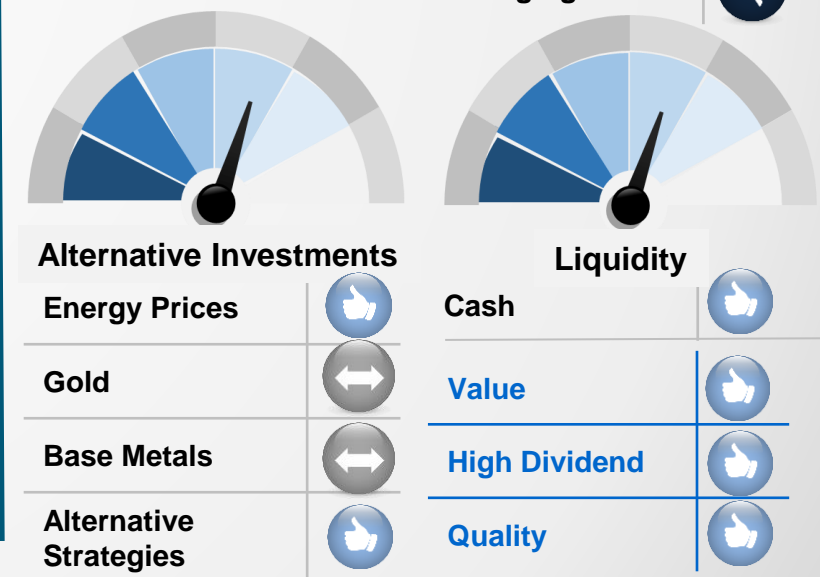 Alternative Investments
Energy Prices
Gold
Base Metals
Alternative
Strategies
Liquidity
Cash
Value
High Dividend
Quality